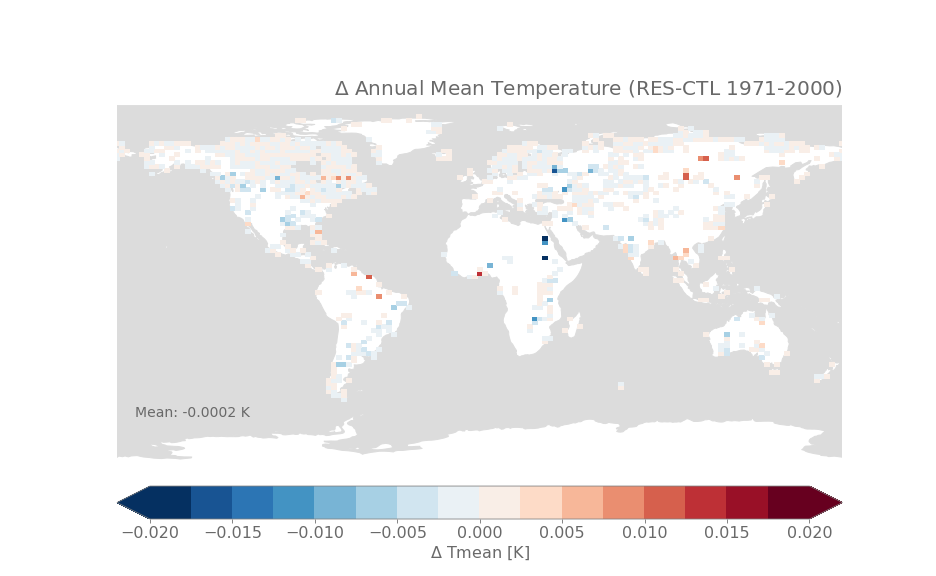 Δ Annual Mean Temperature (RES-CTL 1971-2000)
Mean: -0.0002 K
−0.020 −0.015 −0.010 −0.005 0.000 0.005 0.010 0.015 0.020
Δ Tmean [K]